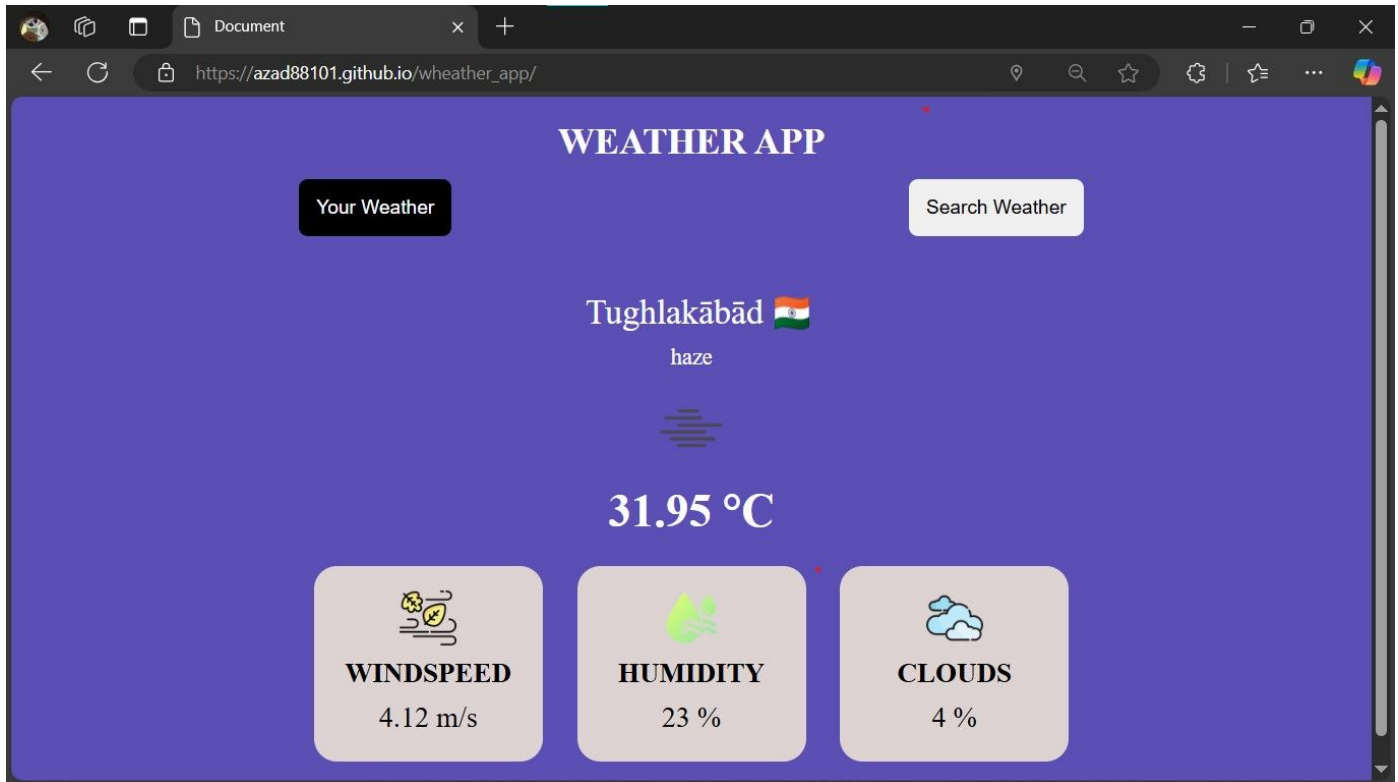 Document
https://azad88101.github.io/wheather_app/
WEATHER APP
Your Weather
Search Weather
Tughlakābād
haze
31.95 °C
WINDSPEED
4.12 m/s
HUMIDITY
23 %
CLOUDS
4 %